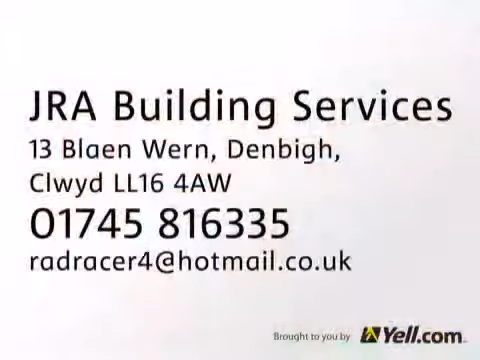 JRA Building Services
13 Blaen Wern, Denbigh,
Clwyd LL16 4AW
01745 816335
radracer4@hotmail.co.uk
Brought to you by Yell.com